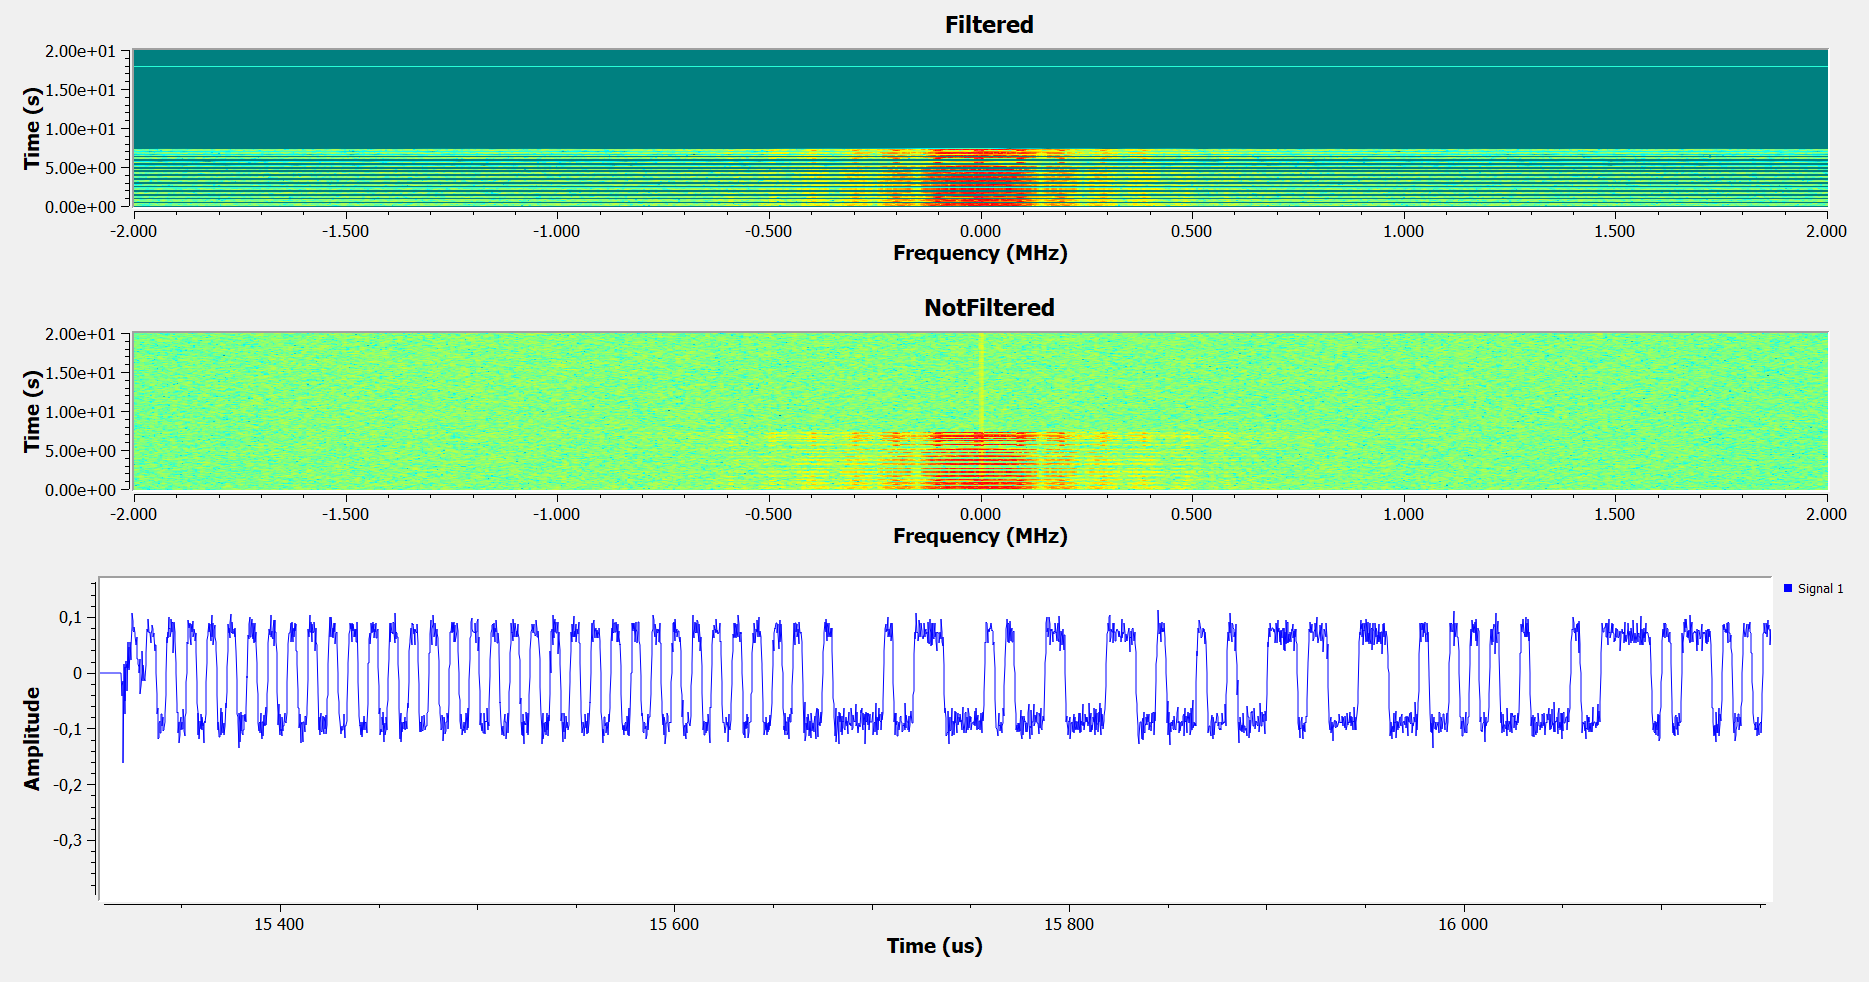 Filtered
Time (s)
2.00e+01
1.50e+01
1.00e+01
5.00e+00
0.00e+00
-2.000 -1.500 -1.000 -0.500 0.000 0.500 1.000 1.500 2.000
Frequency (MHz)
NotFiltered
Time (s)
2.00e+01
1.50e+01
1.00e+01
5.00e+00
0.00e+00
-2.000 -1.500 -1.000 -0.500 0.000 0.500 1.000 1.500 2.000
Frequency (MHz)
Signal 1
Amplitude
0,1
0
-0,1
-0,2
-0,3
15 400 15 600 15 800 16 000
Time (us)